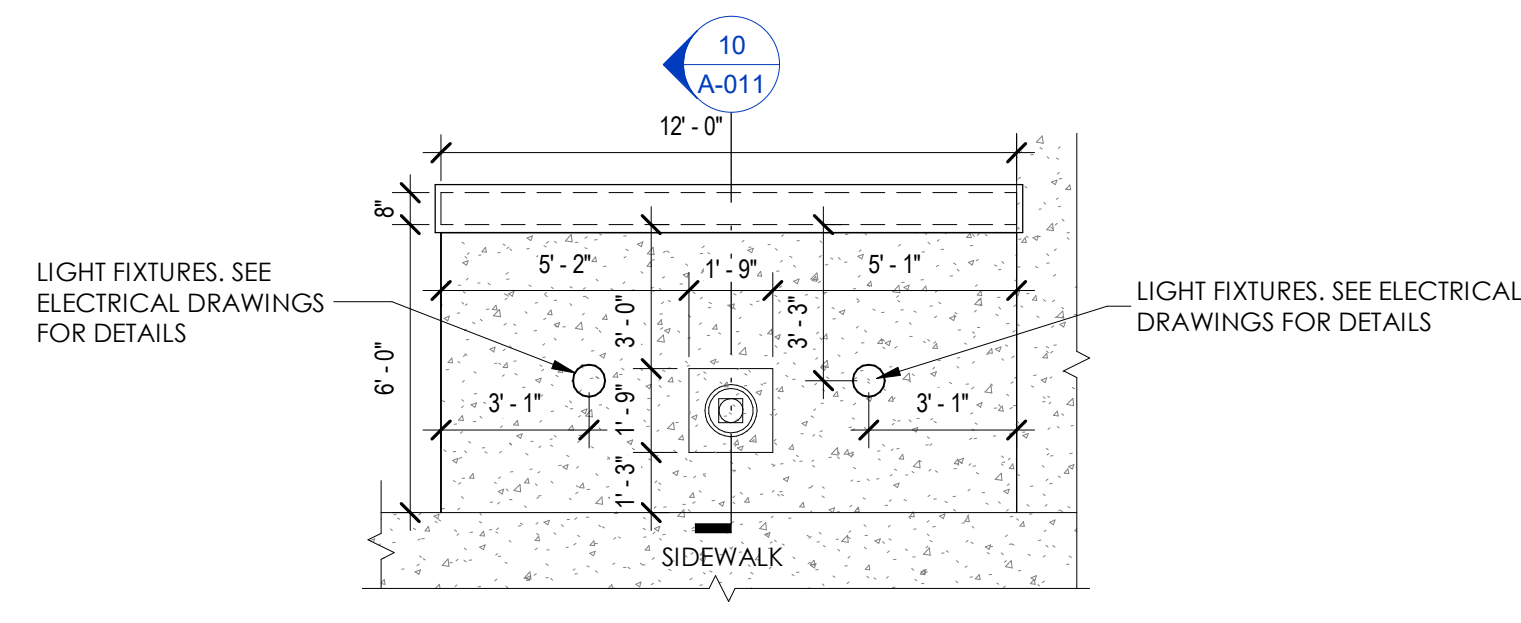 10
A-011
12' - 0"
8"
5' - 2"
1' - 9"
5' - 1"
LIGHT FIXTURES. SEE
ELECTRICAL DRAWINGS
FOR DETAILS
LIGHT FIXTURES. SEE ELECTRICAL
DRAWINGS FOR DETAILS
3' - 0"
3' - 3"
6' - 0"
3' - 1"
1' - 9"
3' - 1"
1' - 3"
SIDEWALK